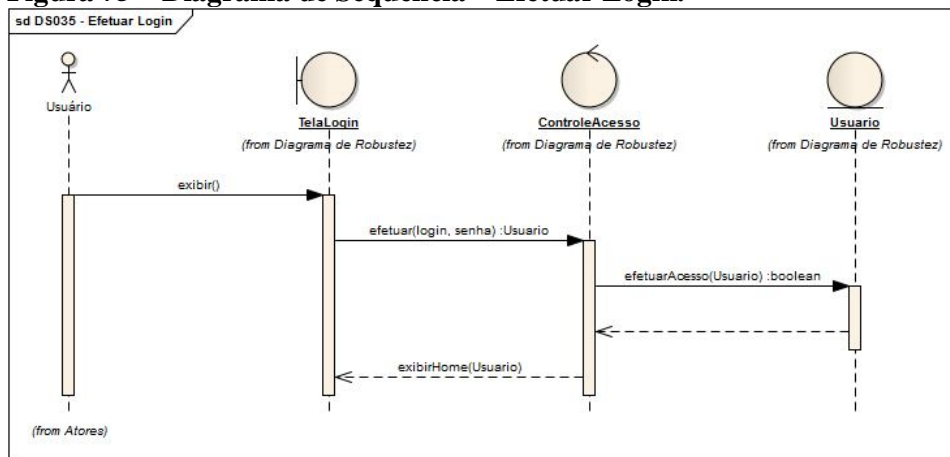 Figura 75 – Diagrama de Sequência – Efetuar Login.
sd DS035 - Efetuar Login
Usuário
TelaLogin
(from Diagrama de Robustez)
ControleAcesso
(from Diagrama de Robustez)
Usuario
(from Diagrama de Robustez)
exibir()
efetuar(login, senha) :Usuario
efetuarAcesso(Usuario) :boolean
exibirHome(Usuario)
(from Atores)